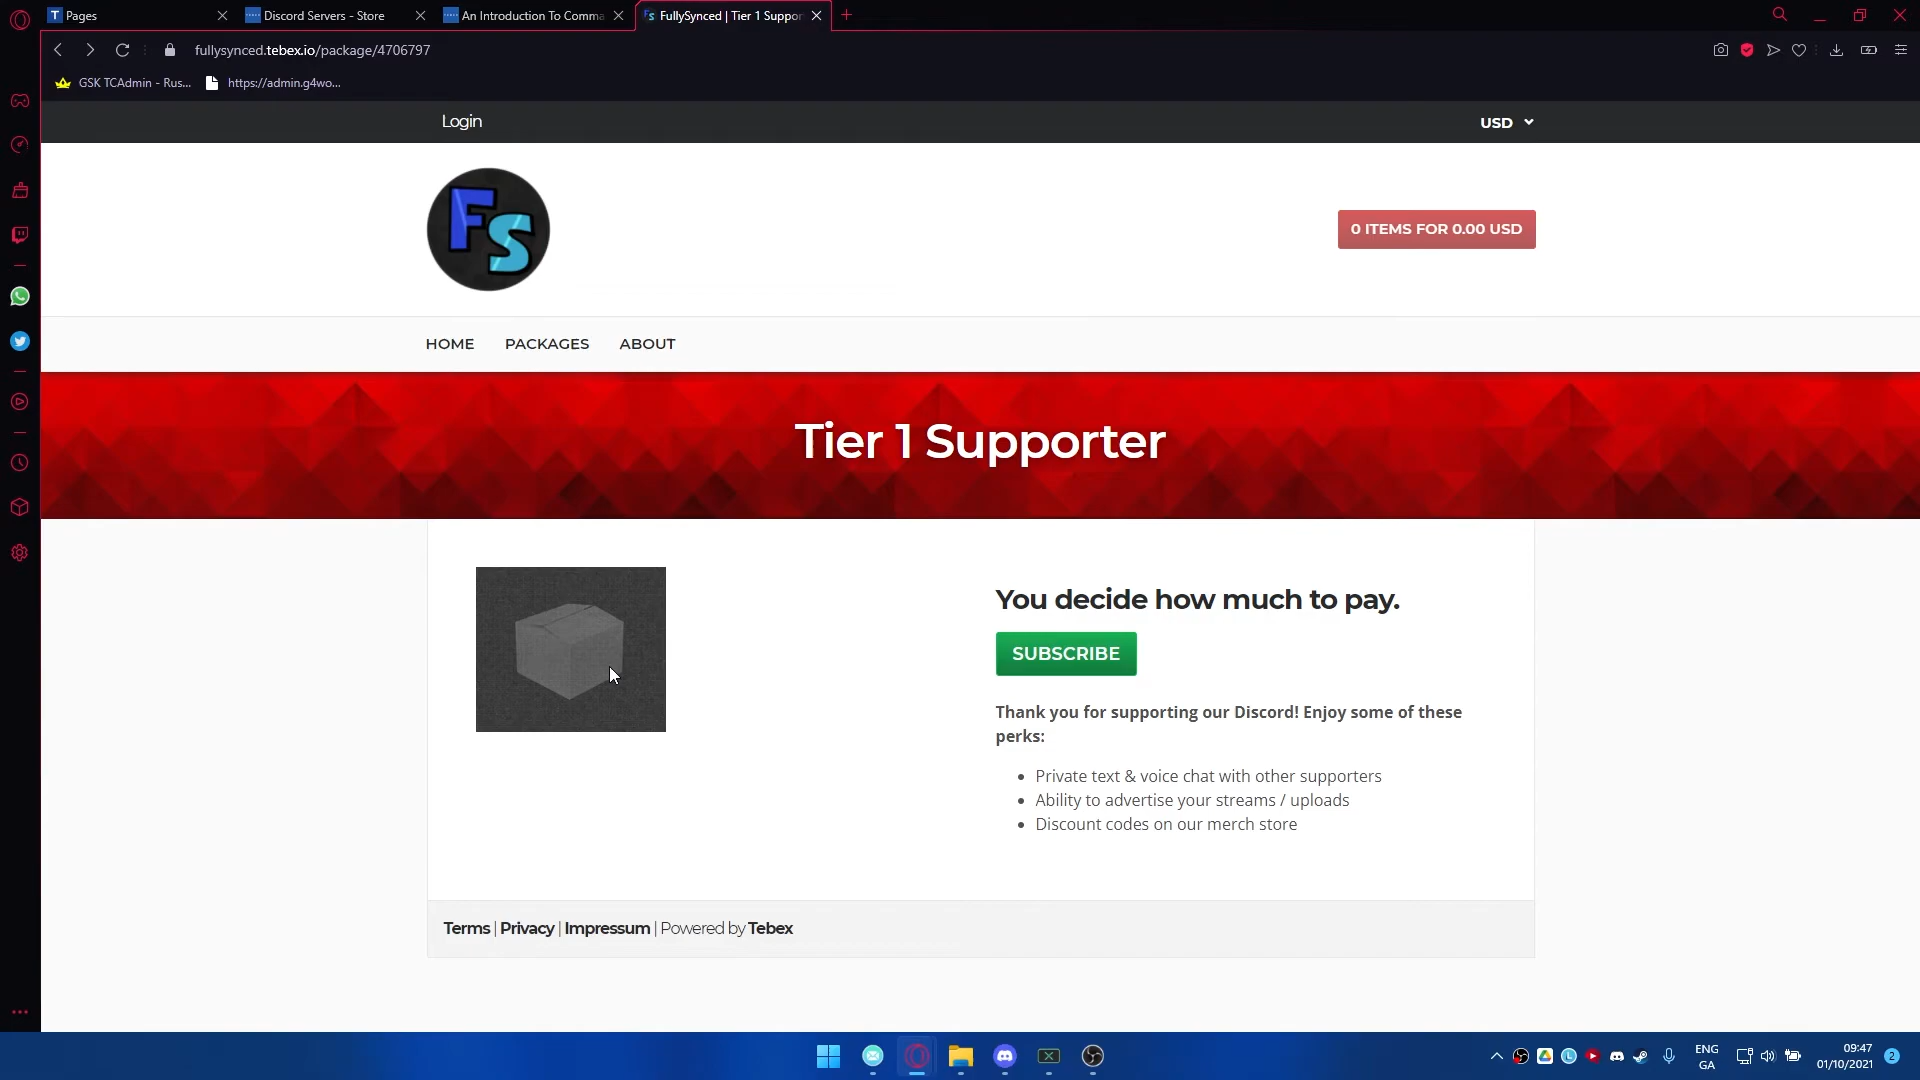 Pages
Discord Servers - Store
An Introduction To Comma
FullySynced | Tier 1 Suppor
fullysynced.tebex.io/package/4706797
GSK TCAdmin - Rus...
https://admin.g4wo...
Login
USD
FS
0 ITEMS FOR 0.00 USD
HOME
PACKAGES
ABOUT
Tier 1 Supporter
You decide how much to pay.
SUBSCRIBE
Thank you for supporting our Discord! Enjoy some of these
perks:
Private text & voice chat with other supporters
Ability to advertise your streams / uploads
Discount codes on our merch store
Terms | Privacy | Impressum | Powered by Tebex
ENG
GA
09:47
01/10/2021
2